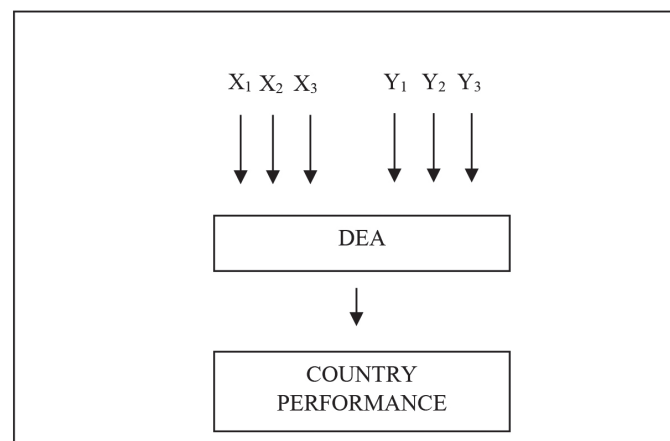 X₁ X₂ X₃ Y₁ Y₂ Y₃
DEA
COUNTRY
PERFORMANCE